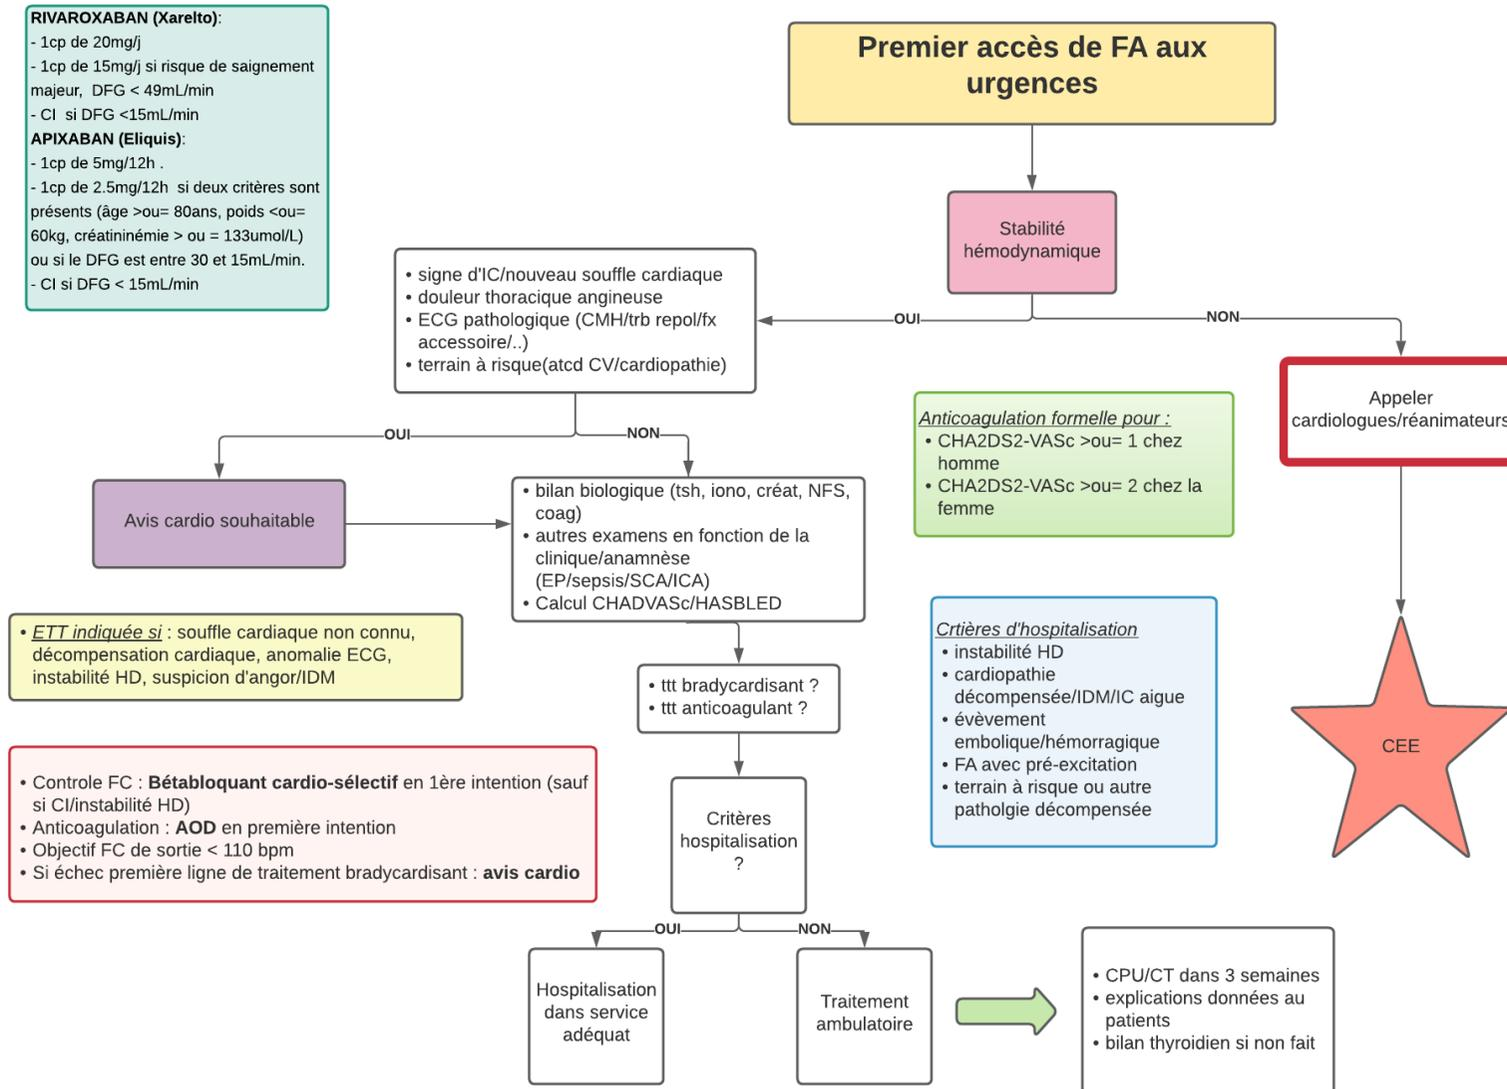 RIVAROXABAN (Xarelto):
- 1cp de 20mg/j
- 1cp de 15mg/j si risque de saignement
majeur, DFG < 49mL/min
- CI si DFG <15mL/min
APIXABAN (Eliquis):
- 1cp de 5mg/12h .
- 1cp de 2.5mg/12h si deux critères sont
présents (âge >ou= 80ans, poids <ou=
60kg, créatininémie > ou = 133umol/L)
ou si le DFG est entre 30 et 15mL/min.
- CI si DFG < 15mL/min
Premier accès de FA aux
urgences
Stabilité
hémodynamique
OUI
NON
• signe d'IC/nouveau souffle cardiaque
• douleur thoracique angineuse
• ECG pathologique (CMH/trb repol/fx
accessoire/..)
• terrain à risque(atcd CV/cardiopathie)
Appeler
cardiologues/réanimateurs
OUI
NON
Anticoagulation formelle pour :
• CHA2DS2-VASc >ou= 1 chez
homme
• CHA2DS2-VASc >ou= 2 chez la
femme
Avis cardio souhaitable
• bilan biologique (tsh, iono, créat, NFS,
coag)
• autres examens en fonction de la
clinique/anamnèse
(EP/sepsis/SCA/ICA)
• Calcul CHADVASc/HASBLED
• ETT indiquée si : souffle cardiaque non connu,
décompensation cardiaque, anomalie ECG,
instabilité HD, suspicion d'angor/IDM
• ttt bradycardisant ?
• ttt anticoagulant ?
Crtières d'hospitalisation
• instabilité HD
• cardiopathie
décompensée/IDM/IC aigue
• évèvement
embolique/hémorragique
• FA avec pré-excitation
• terrain à risque ou autre
patholgie décompensée
CEE
• Controle FC : Bétabloquant cardio-sélectif en 1ère intention (sauf
si CI/instabilité HD)
• Anticoagulation : AOD en première intention
• Objectif FC de sortie < 110 bpm
• Si échec première ligne de traitement bradycardisant : avis cardio
Critères
hospitalisation
?
OUI
NON
Hospitalisation
dans service
adéquat
Traitement
ambulatoire
• CPU/CT dans 3 semaines
• explications données au
patients
• bilan thyroidien si non fait